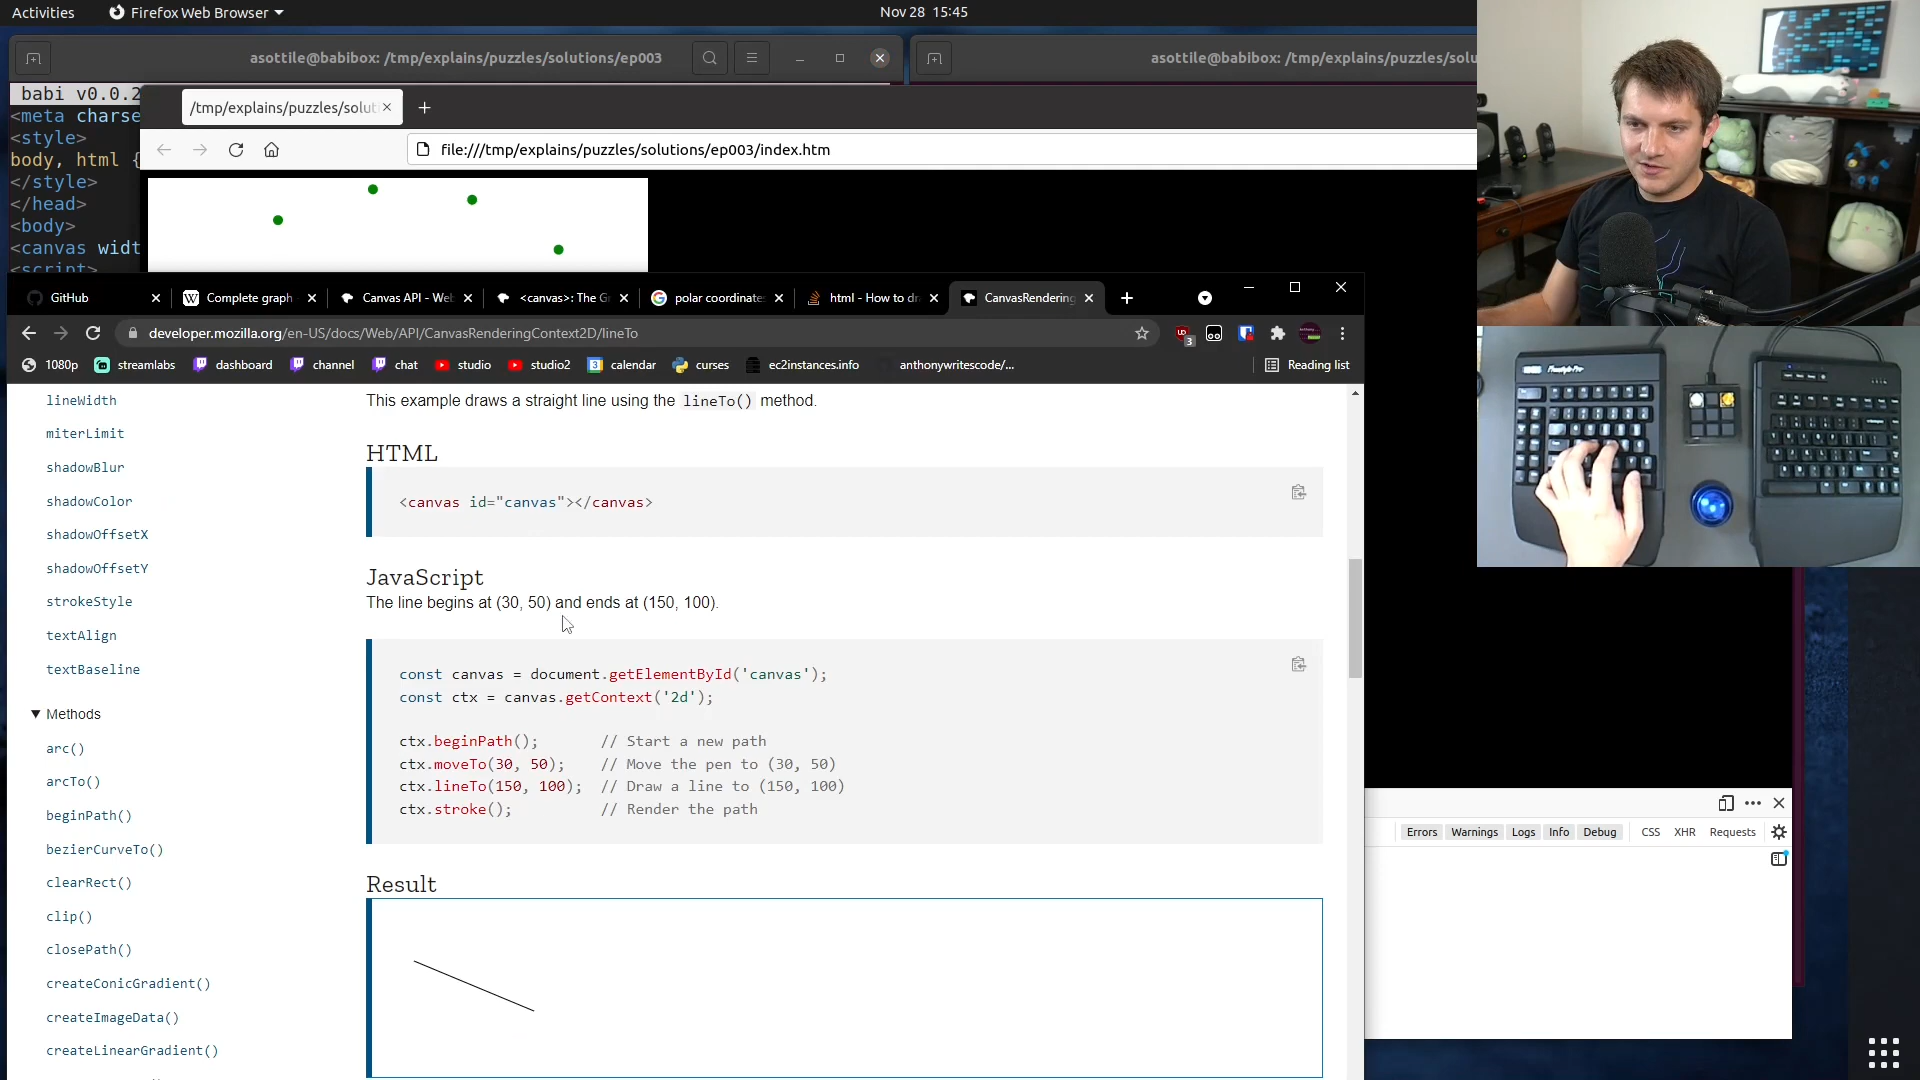 Activities
Firefox Web Browser
Nov 28 15:45
asottile@babibox: /tmp/explains/puzzles/solutions/ep003
asottile@babibox: /tmp/explains/puzzles/solu
babi v0.0.2
/tmp/explains/puzzles/solut
<meta charse
<style>
file:///tmp/explains/puzzles/solutions/ep003/index.htm
body, html {
</style>
</head>
<body>
<canvas widt
<script>
GitHub
Complete graph
Canvas API - Web
<canvas>: The Gr
polar coordinates
html - How to dr
CanvasRendering
developer.mozilla.org/en-US/docs/Web/API/CanvasRenderingContext2D/lineTo
3
1080p
streamlabs
dashboard
channel
chat
studio
studio2
calendar
curses
ec2instances.info
anthonywritescode/...
Reading list
lineWidth
miterLimit
shadowBlur
shadowColor
shadowOffsetX
shadowOffsetY
strokeStyle
textAlign
textBaseline
Methods
arc()
arcTo()
beginPath()
bezierCurveTo()
clearRect()
clip()
closePath()
createConicGradient()
createImageData()
createLinearGradient()
This example draws a straight line using the lineTo() method.
HTML
<canvas id="canvas"></canvas>
JavaScript
The line begins at (30, 50) and ends at (150, 100).
const canvas = document.getElementById('canvas');
const ctx = canvas.getContext('2d');
ctx.beginPath(); // Start a new path
ctx.moveTo(30, 50); // Move the pen to (30, 50)
ctx.lineTo(150, 100); // Draw a line to (150, 100)
ctx.stroke(); // Render the path
Result
Errors
Warnings
Logs
Info
Debug
CSS
XHR
Requests
Freestyle Pro